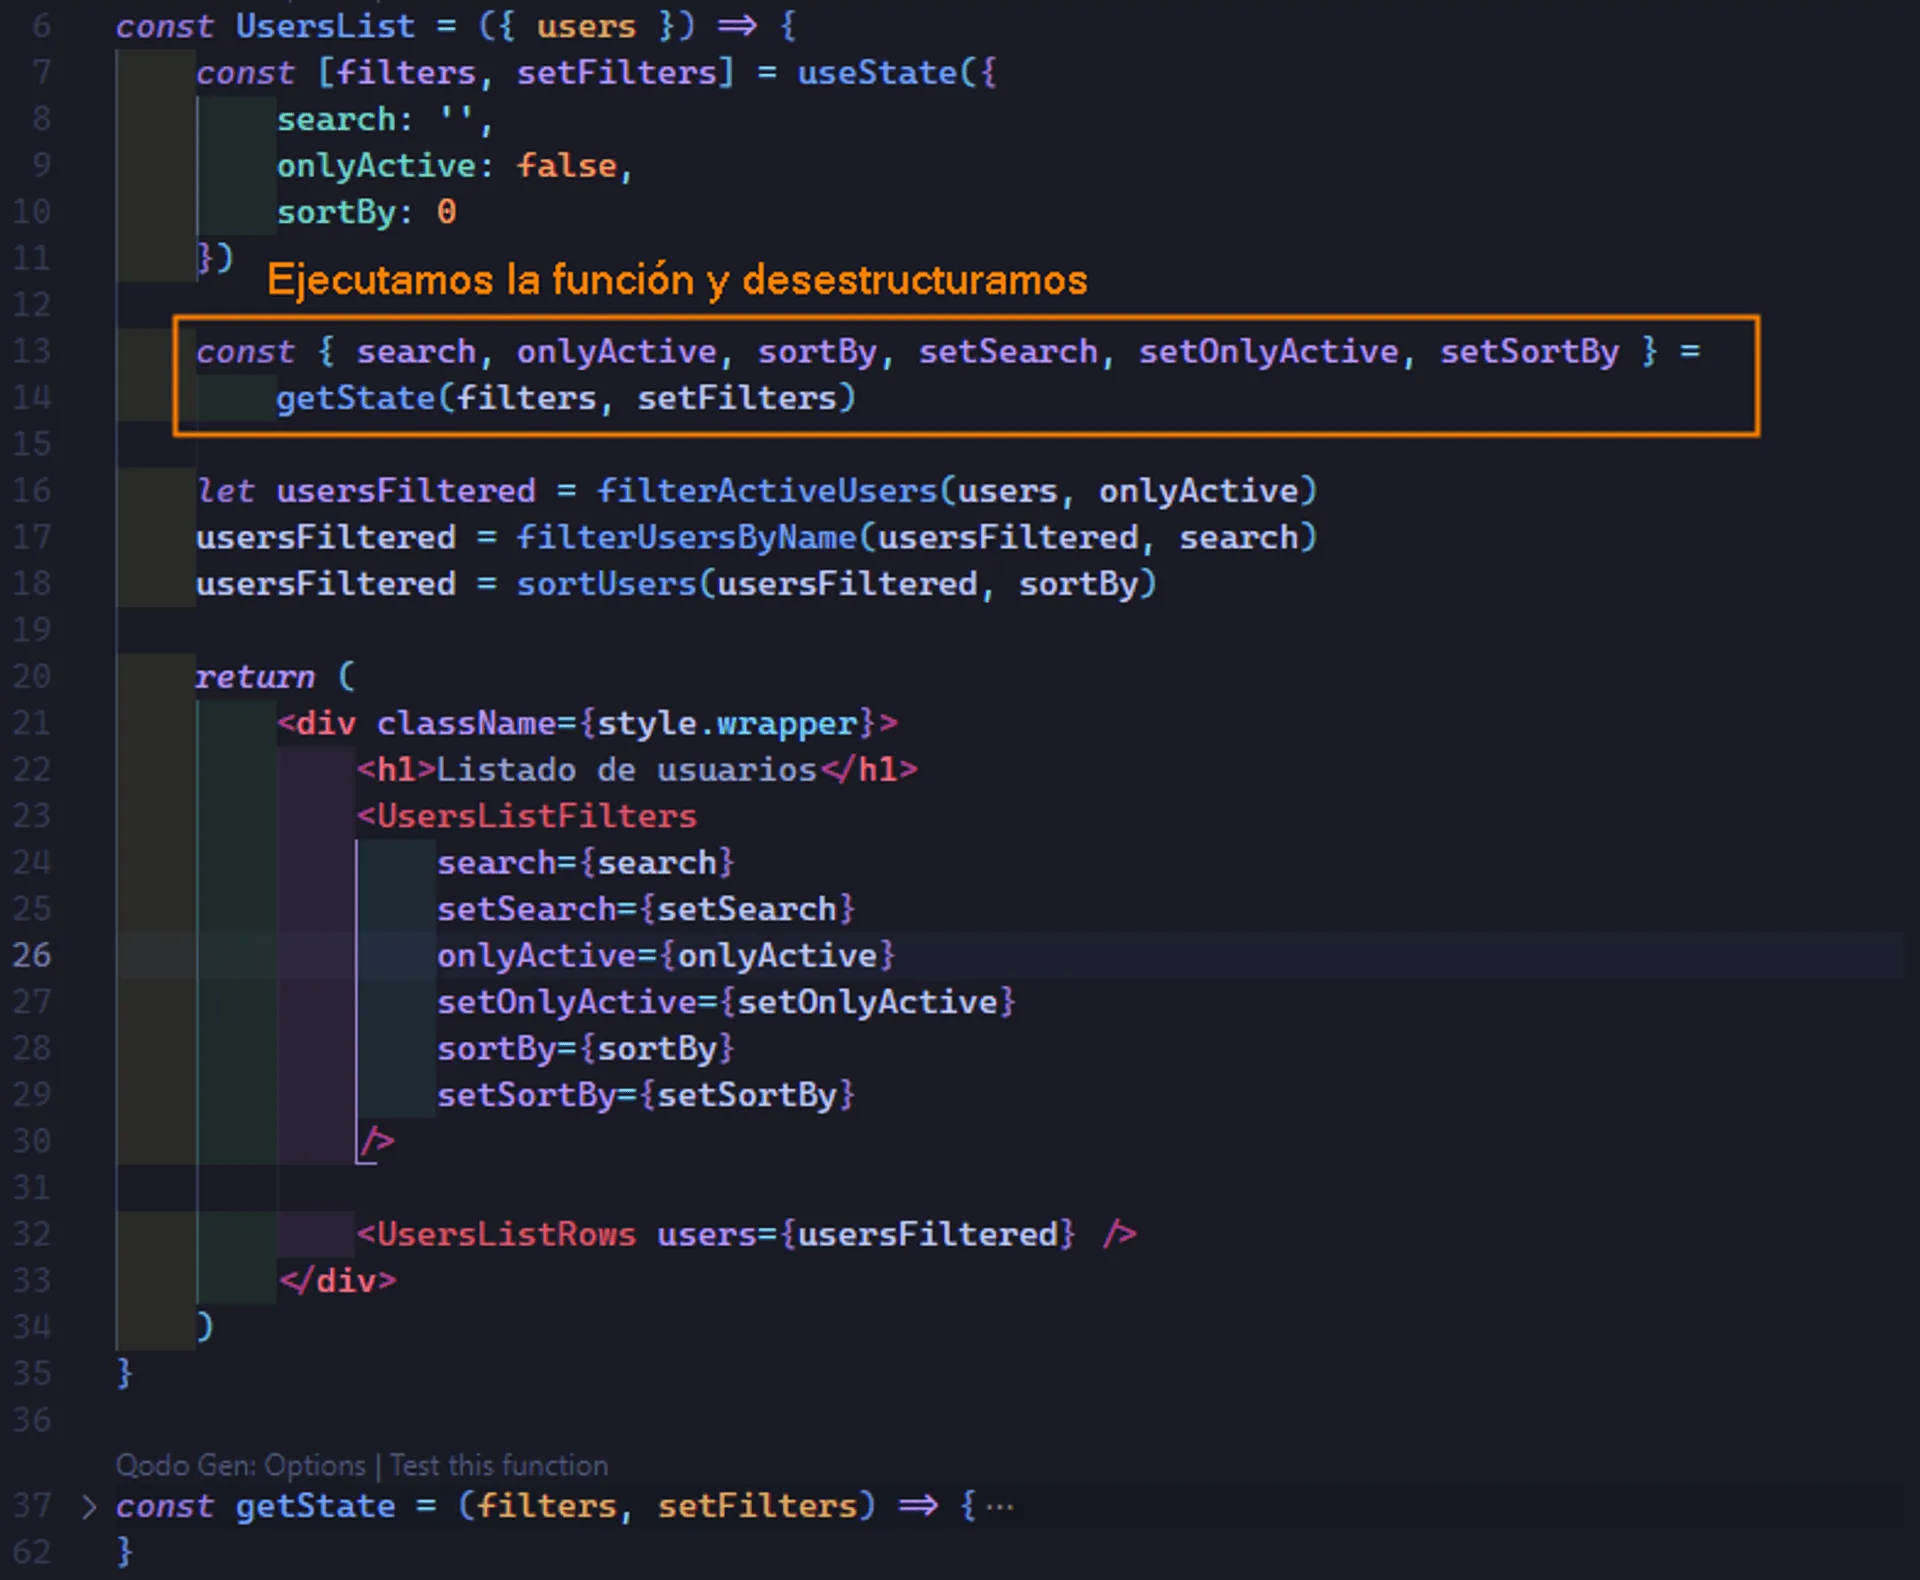 6 const UsersList = ({ users }) => {
7 const [filters, setFilters] = useState({
8 search: '',
9 onlyActive: false,
10 sortBy: 0
11 })
Ejecutamos la función y desestructuramos
12
13 const { search, onlyActive, sortBy, setSearch, setOnlyActive, setSortBy } =
14 getState(filters, setFilters)
15
16 let usersFiltered = filterActiveUsers(users, onlyActive)
17 usersFiltered = filterUsersByName(usersFiltered, search)
18 usersFiltered = sortUsers(usersFiltered, sortBy)
19
20 return (
21 <div className={style.wrapper}>
22 <h1>Listado de usuarios</h1>
23 <UsersListFilters
24 search={search}
25 setSearch={setSearch}
26 onlyActive={onlyActive}
27 setOnlyActive={setOnlyActive}
28 sortBy={sortBy}
29 setSortBy={setSortBy}
30 />
31
32 <UsersListRows users={usersFiltered} />
33 </div>
34 )
35 }
36
Qodo Gen: Options | Test this function
37 const getState = (filters, setFilters) => {···
62 }